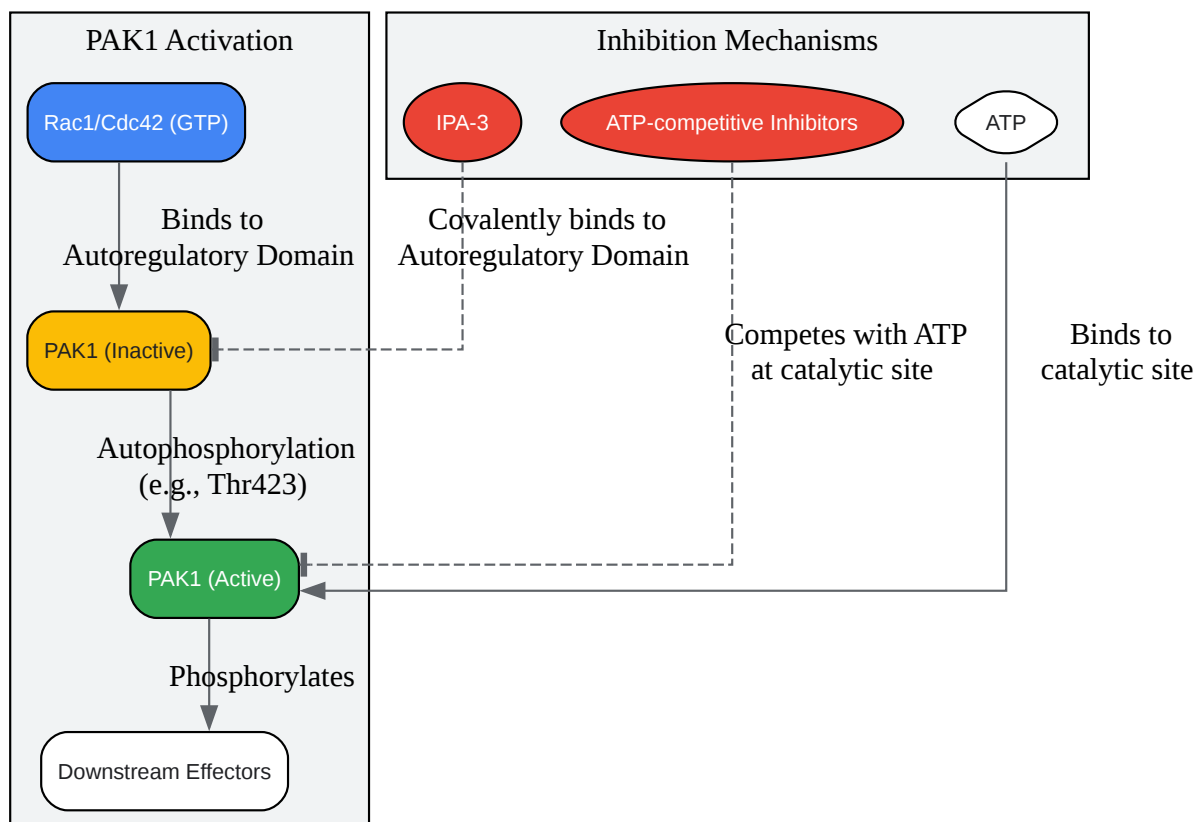 PAK1 Activation
Inhibition Mechanisms
Rac1/Cdc42 (GTP)
IPA-3
ATP-competitive Inhibitors
ATP
Binds to
Autoregulatory Domain
Covalently binds to
Autoregulatory Domain
PAK1 (Inactive)
Competes with ATP
at catalytic site
Binds to
catalytic site
Autophosphorylation
(e.g., Thr423)
PAK1 (Active)
Phosphorylates
Downstream Effectors